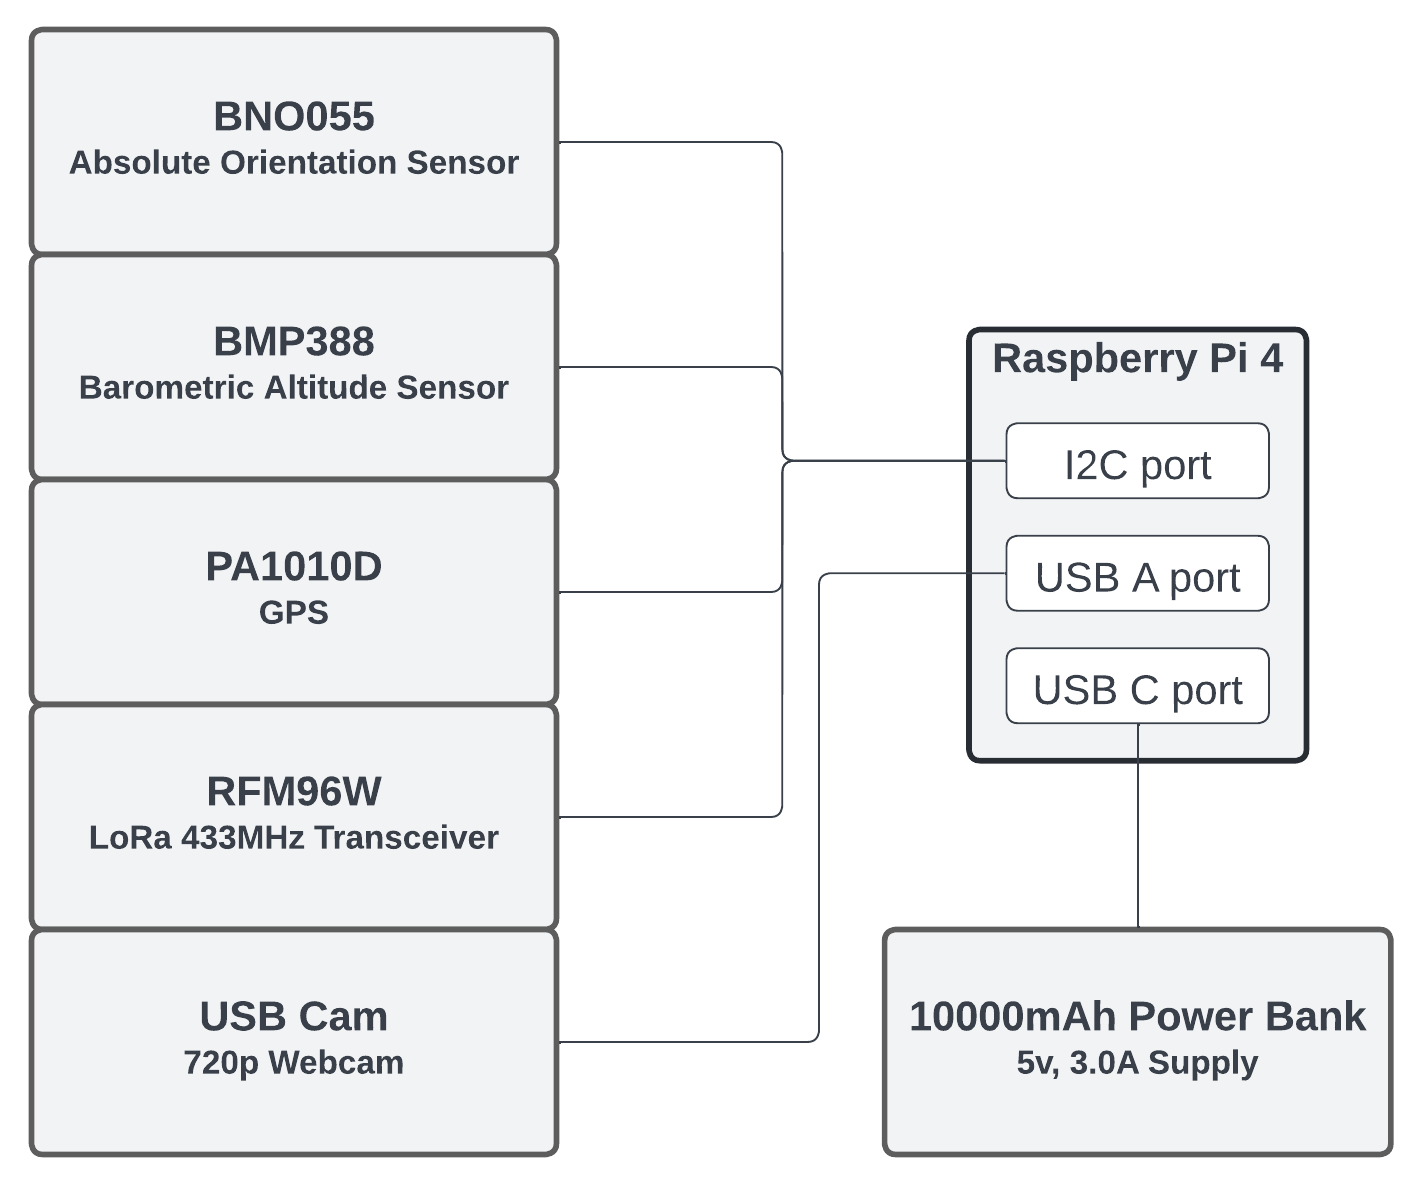 BNO055
Absolute Orientation Sensor
BMP388
Barometric Altitude Sensor
PA1010D
GPS
RFM96W
LoRa 433MHz Transceiver
USB Cam
720p Webcam
Raspberry Pi 4
I2C port
USB A port
USB C port
10000mAh Power Bank
5v, 3.0A Supply